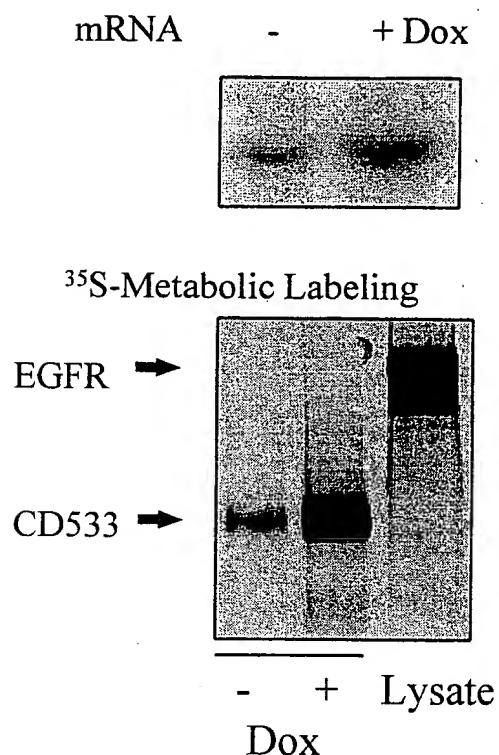 mRNA - + Dox
³⁵S-Metabolic Labeling
EGFR
CD533
- + Lysate
Dox